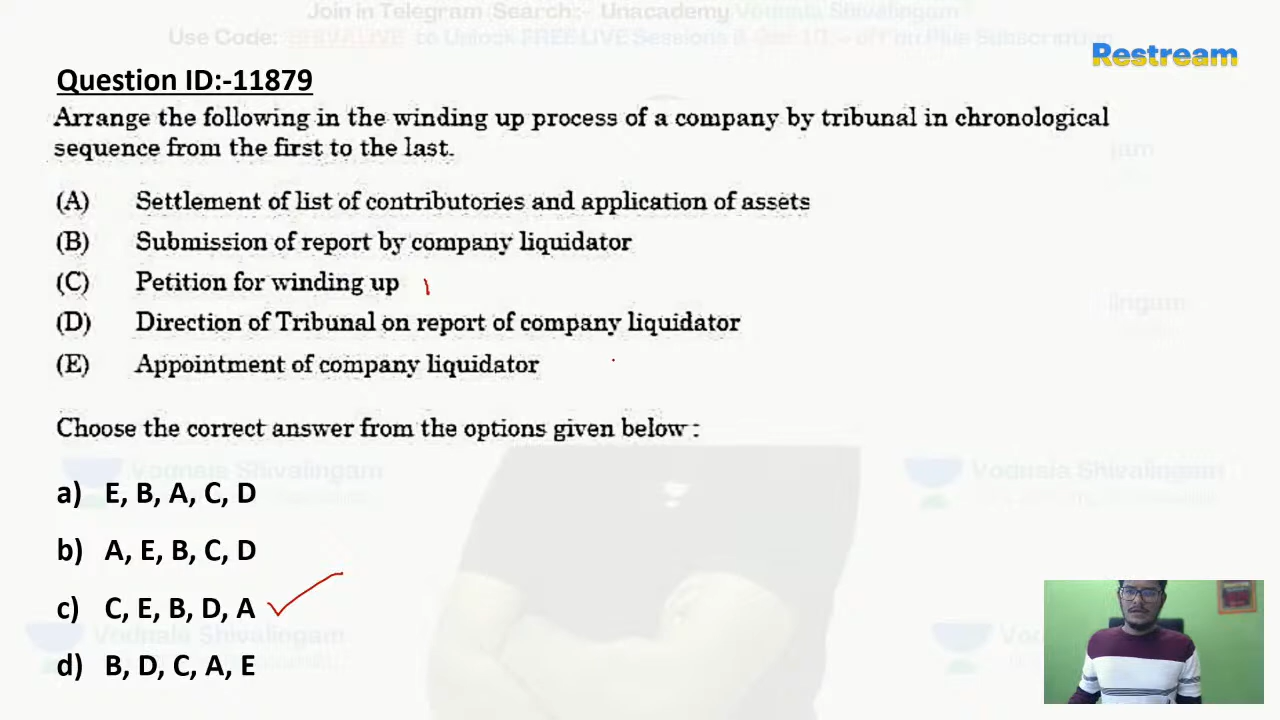 Join in Telegram Search:- Unacademy Vodnala Shivalingam
Restream
Question ID:-11879
Arrange the following in the winding up process of a company by tribunal in chronological
sequence from the first to the last.
(A) Settlement of list of contributories and application of assets
(B) Submission of report by company liquidator
(C) Petition for winding up
(D) Direction of Tribunal on report of company liquidator
(E) Appointment of company liquidator
Choose the correct answer from the options given below :
a) E, B, A, C, D
b) A, E, B, C, D
c) C, E, B, D, A
d) B, D, C, A, E